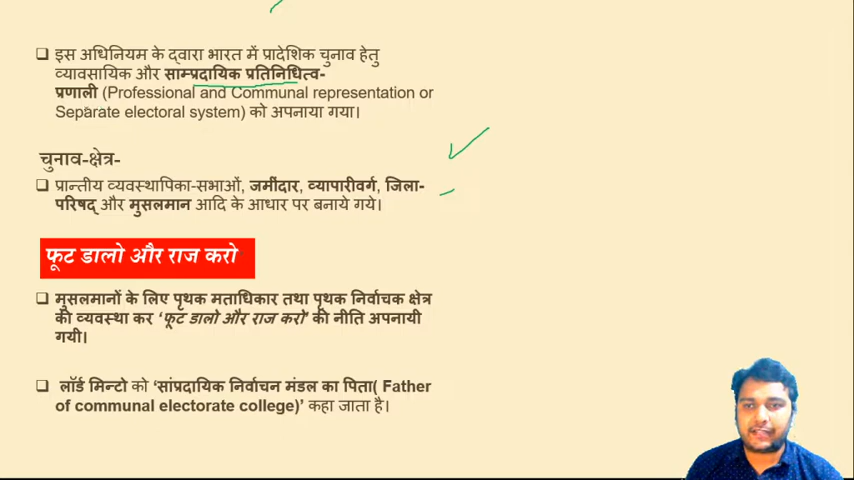 ❑ इस अधिनियम के द्वारा भारत में प्रादेशिक चुनाव हेतु
व्यावसायिक और साम्प्रदायिक प्रतिनिधित्व-
प्रणाली (Professional and Communal representation or
Separate electoral system) को अपनाया गया।
चुनाव-क्षेत्र-
❑ प्रान्तीय व्यवस्थापिका-सभाओं, जमींदार, व्यापारीवर्ग, जिला-
परिषद् और मुसलमान आदि के आधार पर बनाये गये।
फूट डालो और राज करो
❑ मुसलमानों के लिए पृथक मताधिकार तथा पृथक निर्वाचक क्षेत्र
की व्यवस्था कर 'फूट डालो और राज करो' की नीति अपनायी
गयी।
❑ लॉर्ड मिन्टो को 'सांप्रदायिक निर्वाचन मंडल का पिता( Father
of communal electorate college)' कहा जाता है।